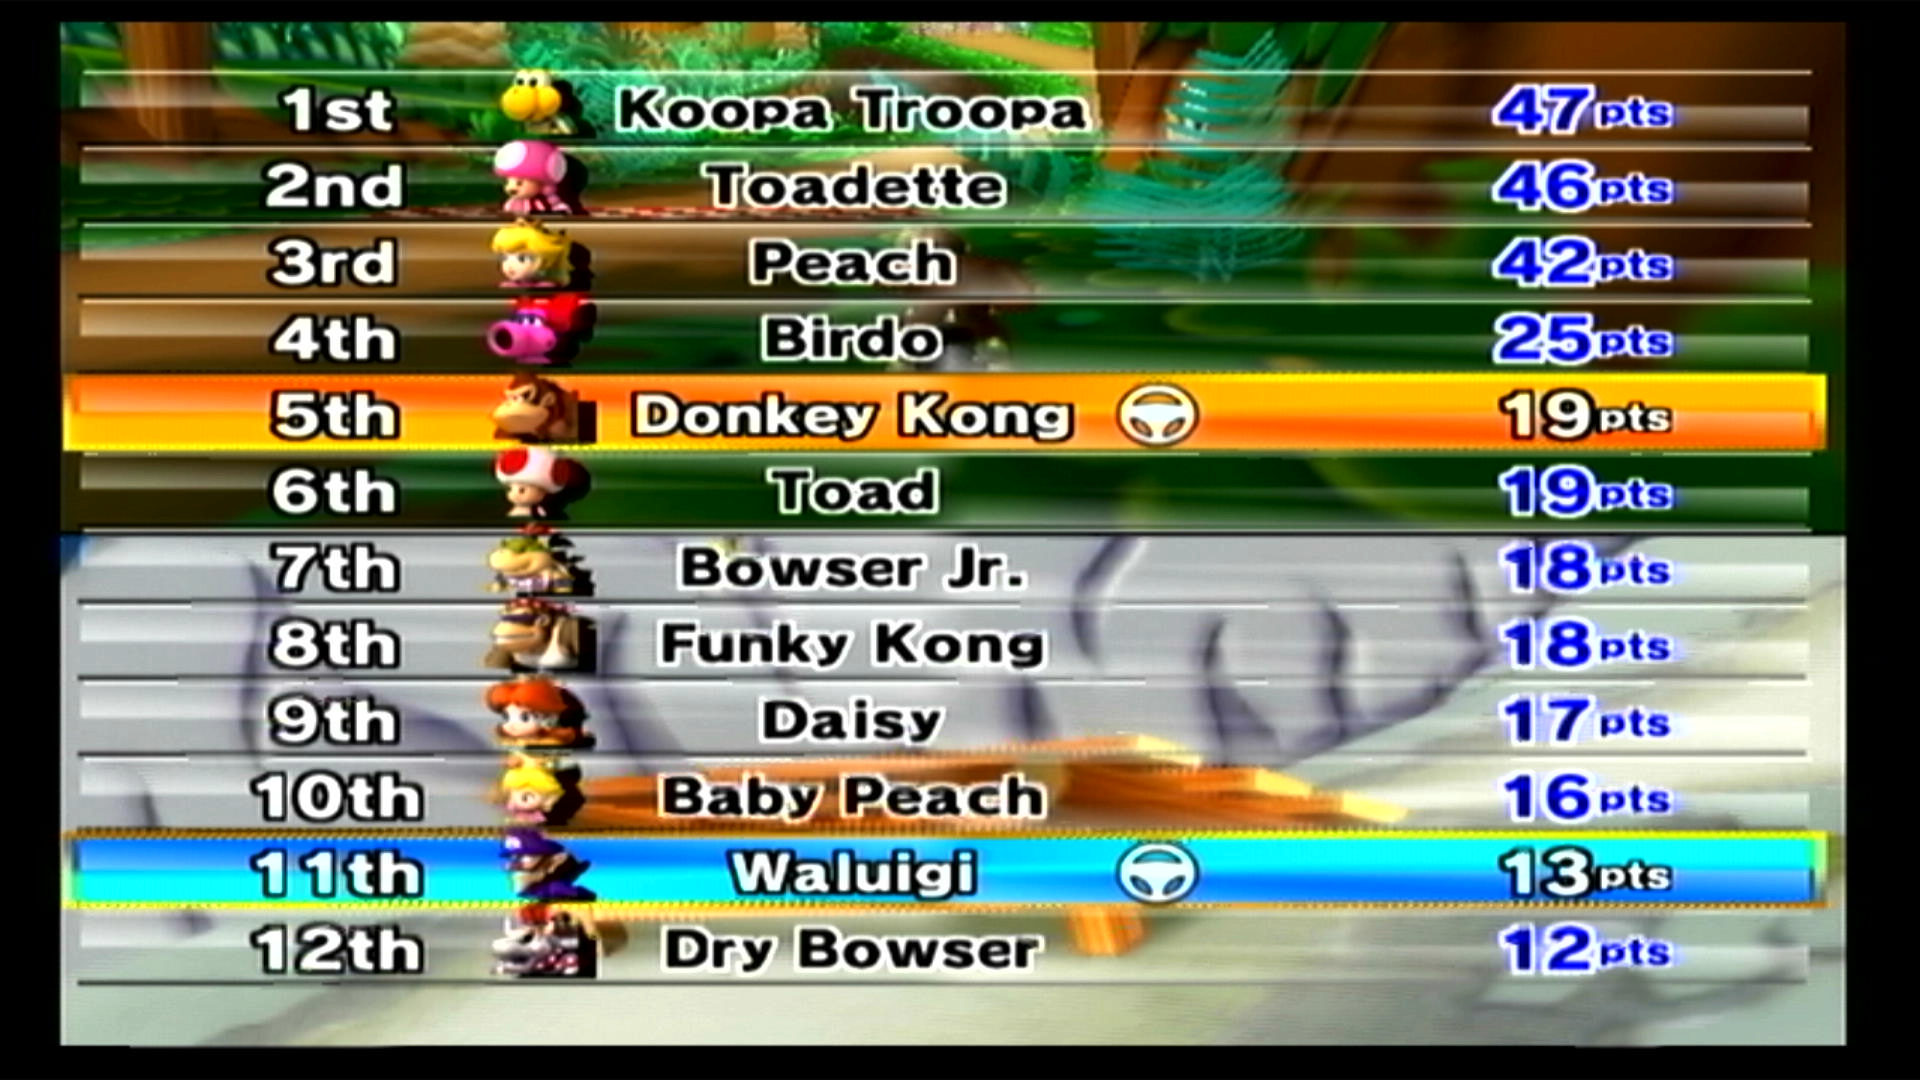 1st Koopa Troopa 47pts
2nd Toadette 46pts
3rd Peach 42pts
4th Birdo 25pts
5th Donkey Kong 19pts
6th Toad 19pts
7th Bowser Jr. 18pts
8th Funky Kong 18pts
9th Daisy 17pts
10th Baby Peach 16pts
11th Waluigi 13pts
12th Dry Bowser 12pts